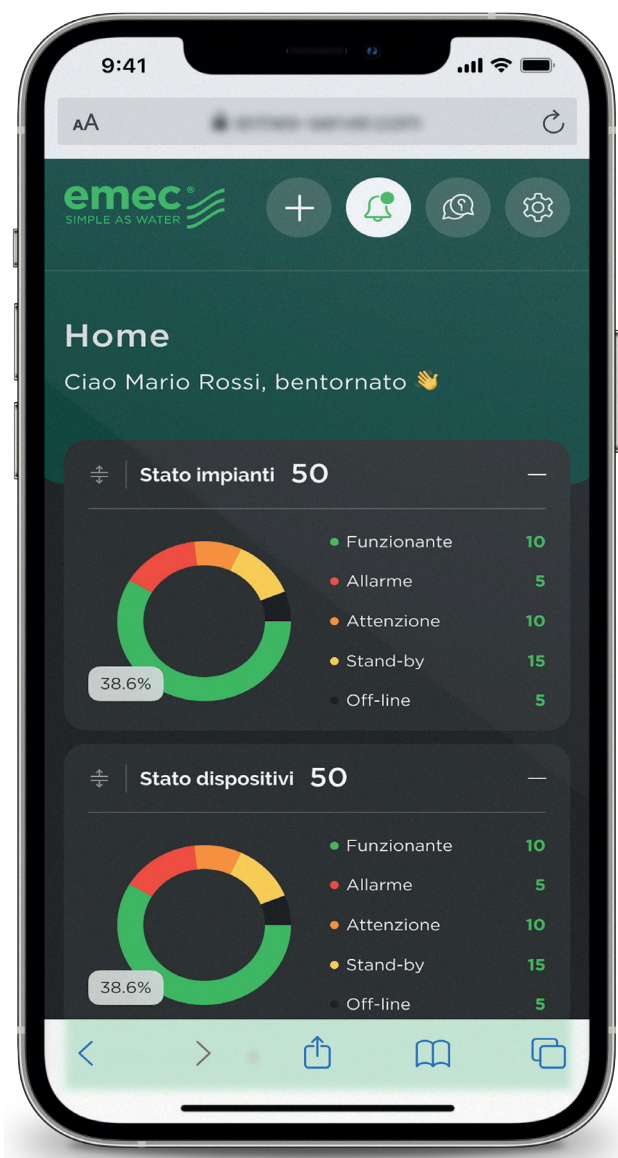 9:41
AA
emec®
SIMPLE AS WATER
Home
Ciao Mario Rossi, bentornato 👋
Stato impianti 50
Funzionante 10
Allarme 5
Attenzione 10
Stand-by 15
Off-line 5
38.6%
Stato dispositivi 50
Funzionante 10
Allarme 5
Attenzione 10
Stand-by 15
Off-line 5
38.6%